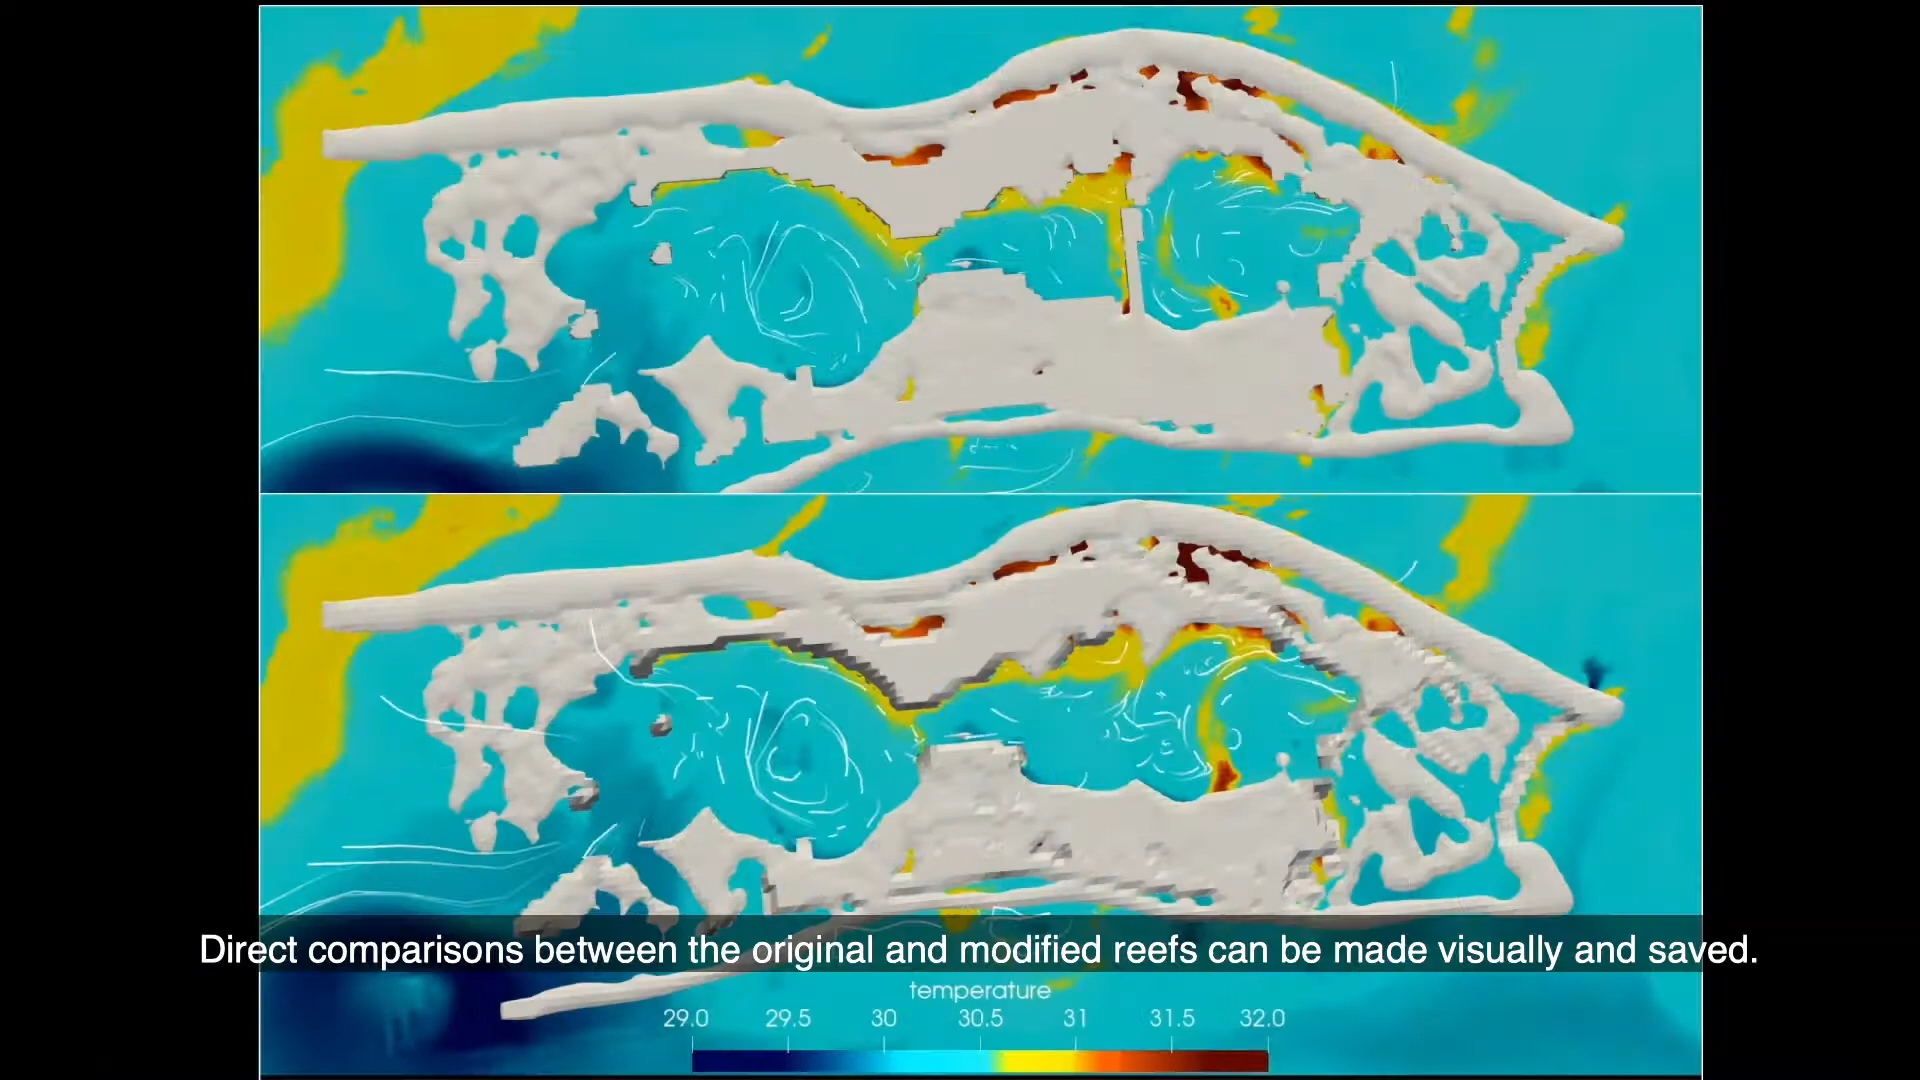 Direct comparisons between the original and modified reefs can be made visually and saved.
temperature
29.0 29.5 30 30.5 31 31.5 32.0